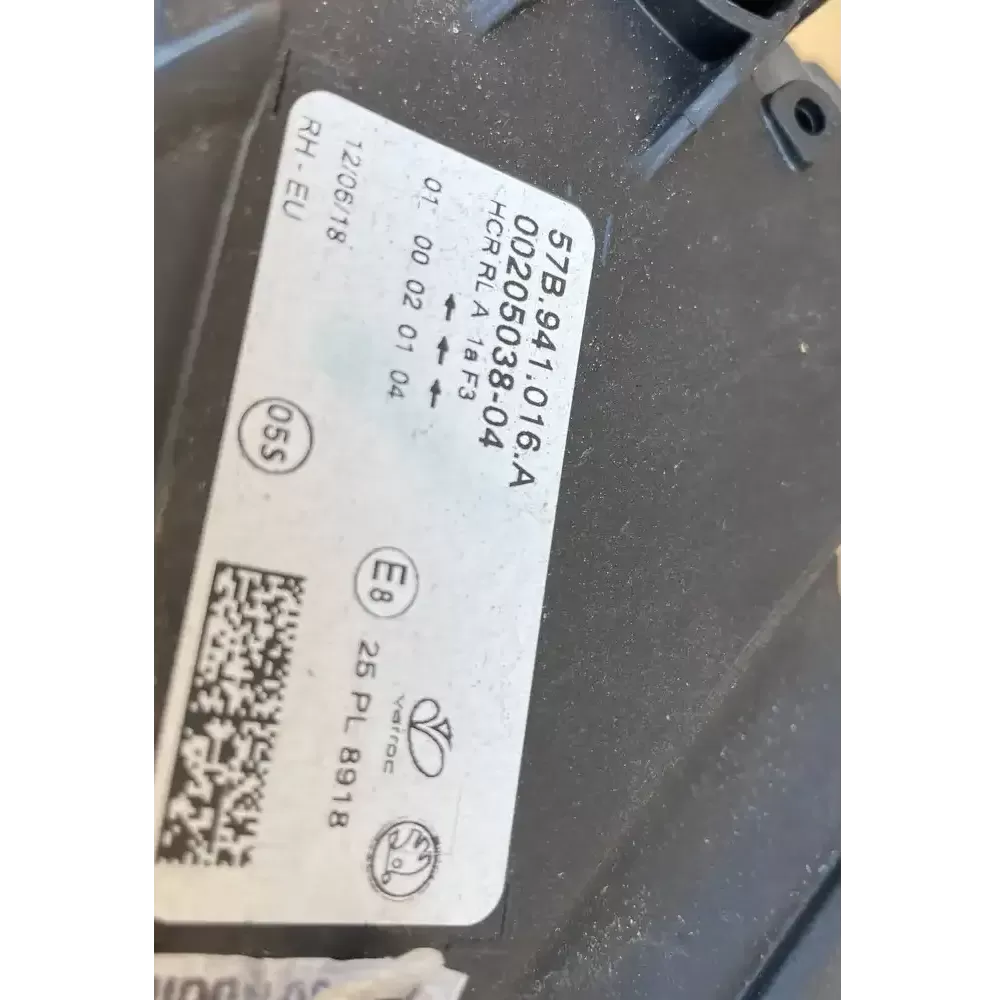 57B.941.016.A
00205038-04
HCR RL A 1a F3
01 00 02 01 04
12/06/18
RH - EU
05S
E8
25 PL 8918
varroc